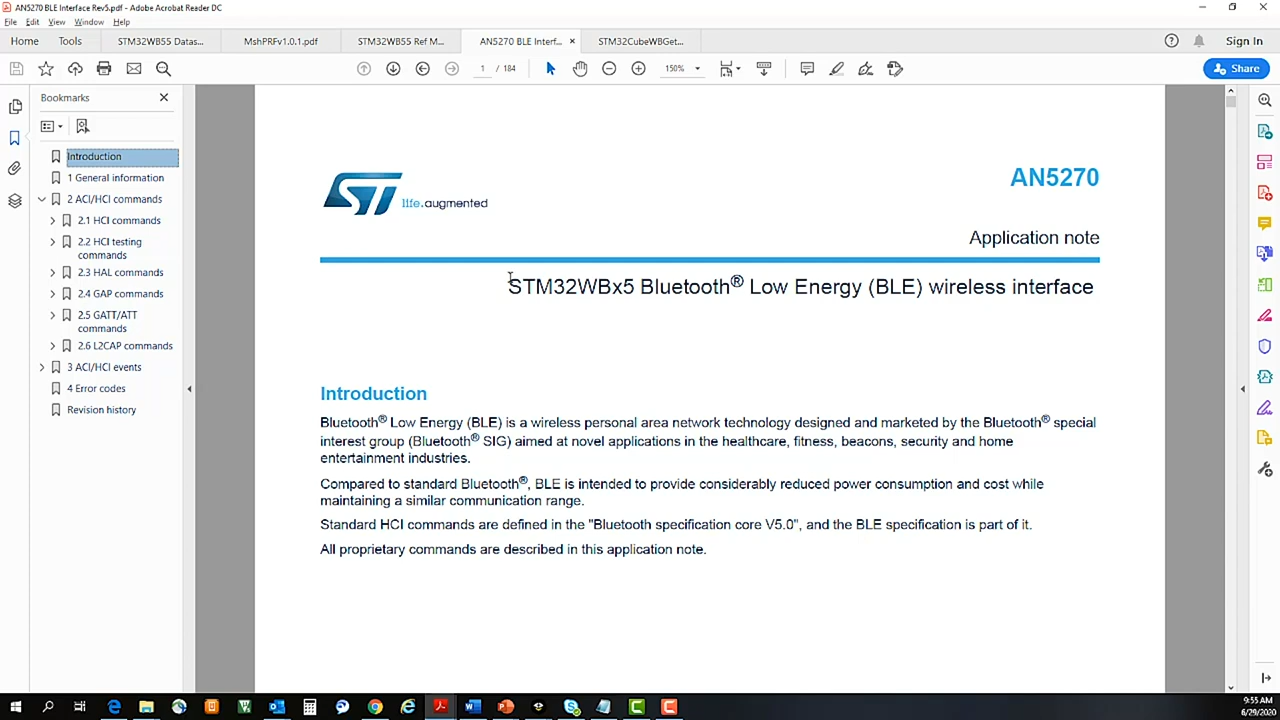 AN5270 BLE Interface Rev5.pdf - Adobe Acrobat Reader DC
File Edit View Window Help
Home Tools STM32WB55 Datas... MshPRFv1.0.1.pdf STM32WB55 Ref M... AN5270 BLE Interf... × STM32CubeWBGet... Sign In
1 / 184 150% Share
Bookmarks
Introduction
1 General information
2 ACI/HCI commands
2.1 HCI commands
2.2 HCI testing
commands
2.3 HAL commands
2.4 GAP commands
2.5 GATT/ATT
commands
2.6 L2CAP commands
3 ACI/HCI events
4 Error codes
Revision history
ST life.augmented
AN5270
Application note
STM32WBx5 Bluetooth® Low Energy (BLE) wireless interface
Introduction
Bluetooth® Low Energy (BLE) is a wireless personal area network technology designed and marketed by the Bluetooth® special
interest group (Bluetooth® SIG) aimed at novel applications in the healthcare, fitness, beacons, security and home
entertainment industries.
Compared to standard Bluetooth®, BLE is intended to provide considerably reduced power consumption and cost while
maintaining a similar communication range.
Standard HCI commands are defined in the "Bluetooth specification core V5.0", and the BLE specification is part of it.
All proprietary commands are described in this application note.
9:55 AM
6/29/2020